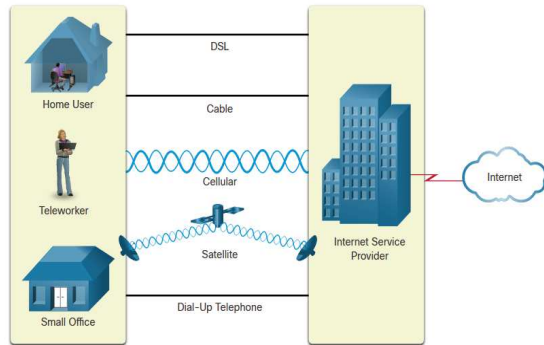 DSL
Home User
Cable
Cellular
Teleworker
Internet
Satellite
Internet Service
Provider
Small Office
Dial-Up Telephone